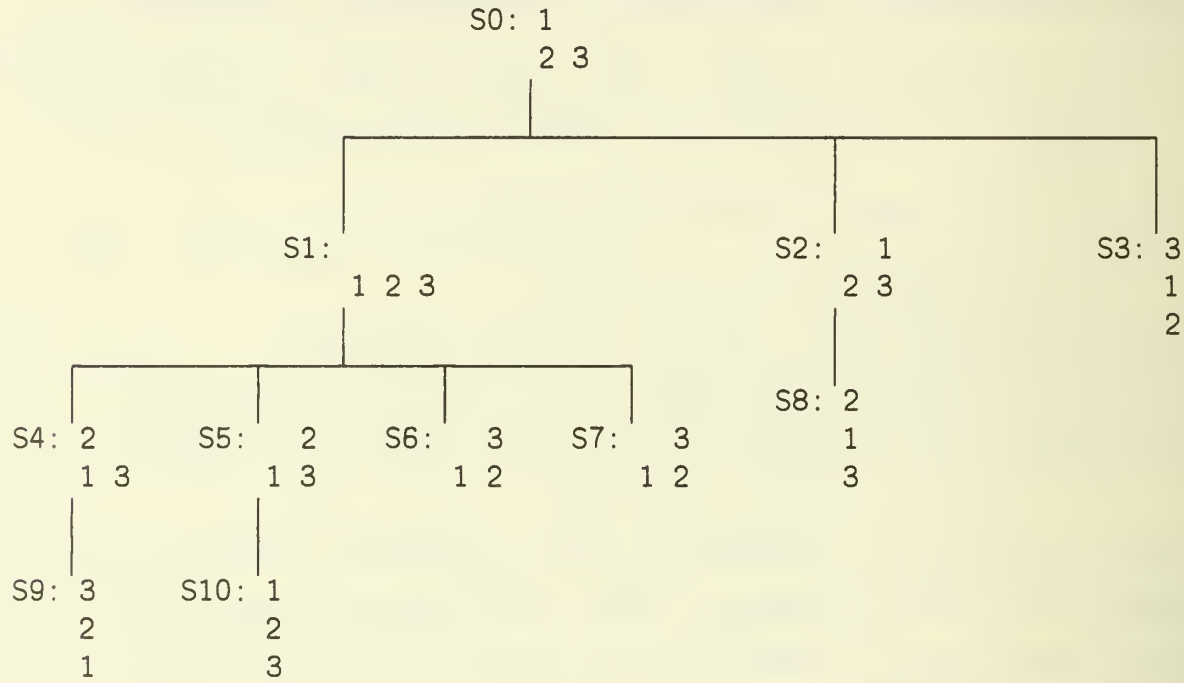 S0: 1
2 3
S1: S2: 1 S3: 3
1 2 3 2 3 1
2
S8: 2
S4: 2 S5: 2 S6: 3 S7: 3 1
1 3 1 3 1 2 1 2 3
S9: 3 S10: 1
2 2
1 3